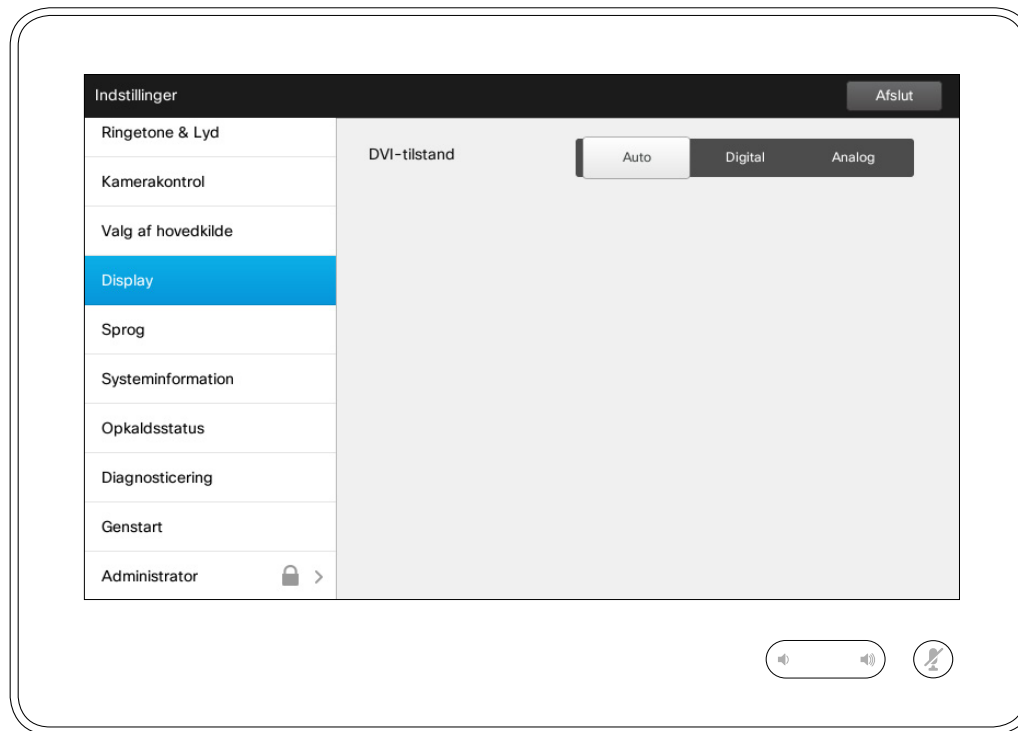 Indstillinger
Afslut
Ringetone & Lyd
DVI-tilstand
Auto
Digital
Analog
Kamerakontrol
Valg af hovedkilde
Display
Sprog
Systeminformation
Opkaldsstatus
Diagnosticering
Genstart
Administrator